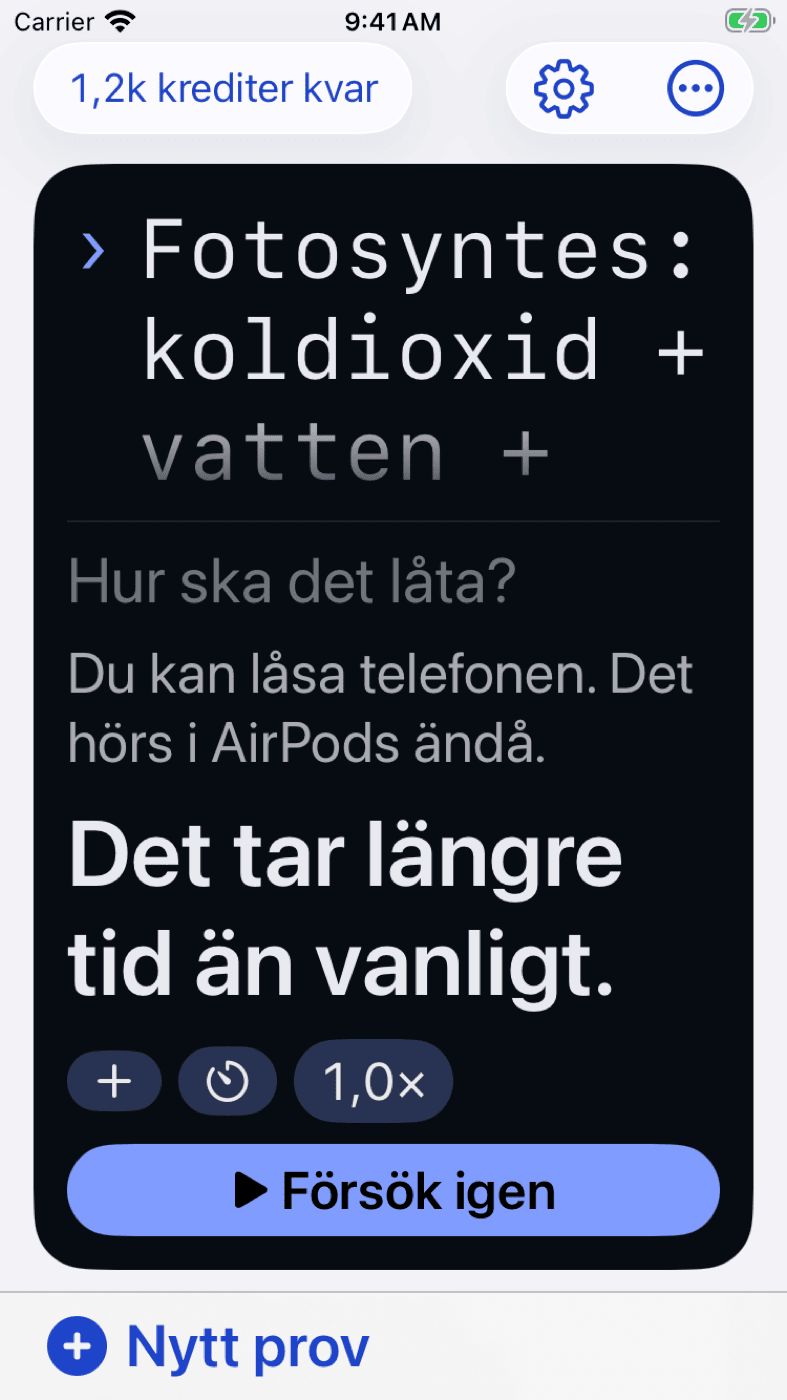 Carrier 9:41 AM
1,2k krediter kvar
› Fotosyntes:
koldioxid +
vatten +
Hur ska det låta?
Du kan låsa telefonen. Det
hörs i AirPods ändå.
Det tar längre
tid än vanligt.
1,0×
Försök igen
Nytt prov